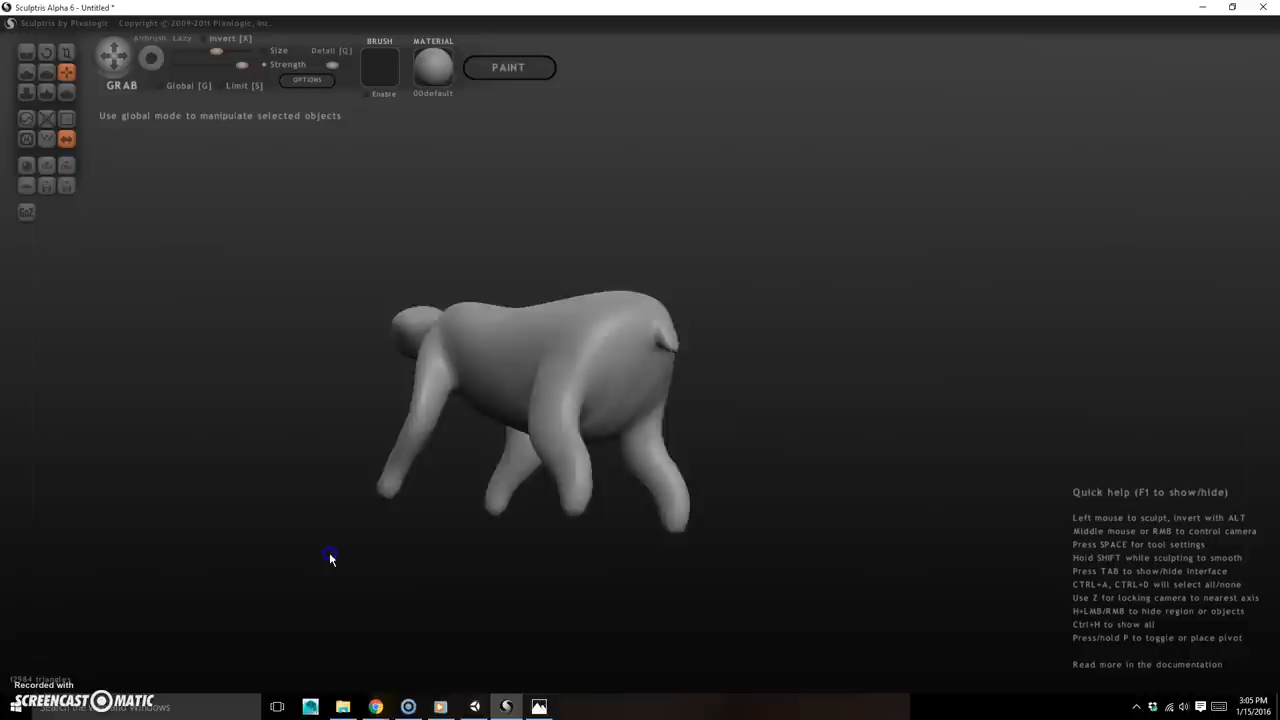 Sculptris Alpha 6 - Untitled *
Sculptris by Pixologic Copyright © 2009-2011 Pixologic, Inc.
Airbrush Lazy Invert [X]
Size Detail [Q]
Strength
GRAB Global [G] Limit [S] OPTIONS
BRUSH
Enable
MATERIAL
00default
PAINT
Use global mode to manipulate selected objects
GoZ
Quick help (F1 to show/hide)
Left mouse to sculpt, invert with ALT
Middle mouse or RMB to control camera
Press SPACE for tool settings
Hold SHIFT while sculpting to smooth
Press TAB to show/hide interface
CTRL+A, CTRL+D will select all/none
Use Z for locking camera to nearest axis
H+LMB/RMB to hide region or objects
Ctrl+H to show all
Press/hold P to toggle or place pivot
Read more in the documentation
12984 triangles
Recorded with
SCREENCAST-O-MATIC
Windows
3:05 PM
1/15/2016